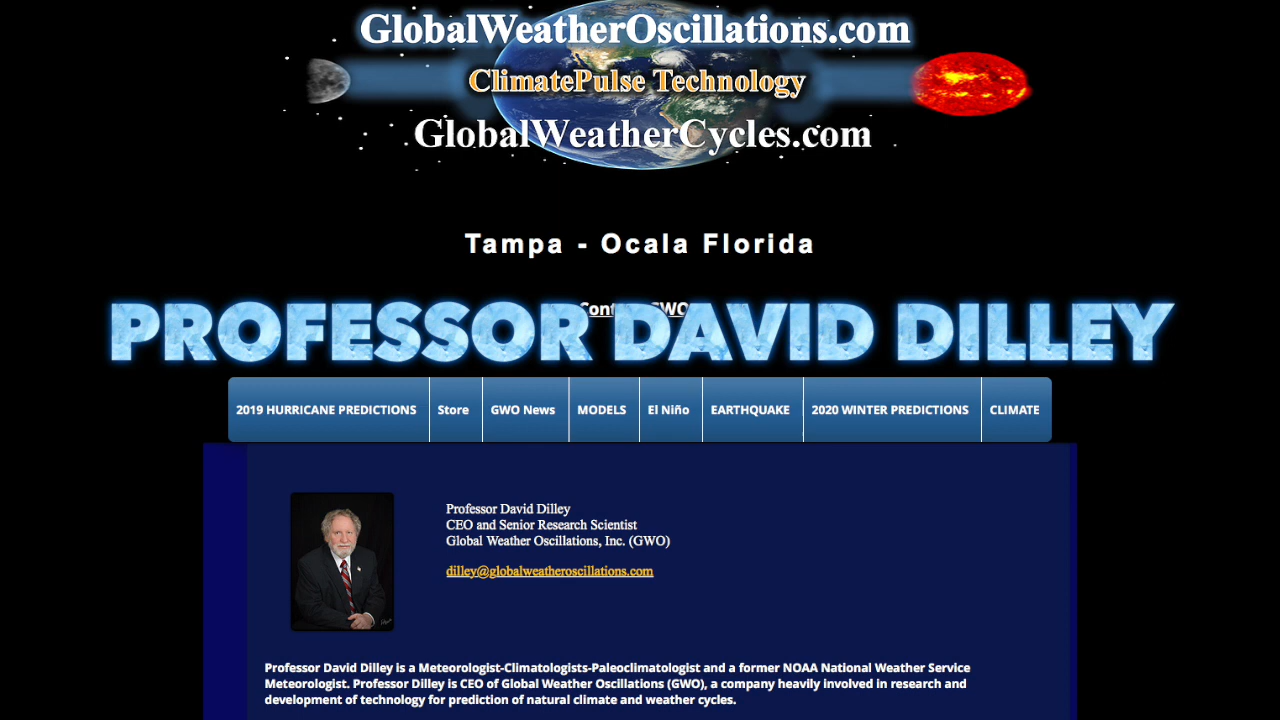 GlobalWeatherOscillations.com
ClimatePulse Technology
GlobalWeatherCycles.com
Tampa - Ocala Florida
PROFESSOR DAVID DILLEY
2019 HURRICANE PREDICTIONS Store GWO News MODELS El Niño EARTHQUAKE 2020 WINTER PREDICTIONS CLIMATE
Professor David Dilley
CEO and Senior Research Scientist
Global Weather Oscillations, Inc. (GWO)
dilley@globalweatheroscillations.com
Professor David Dilley is a Meteorologist-Climatologists-Paleoclimatologist and a former NOAA National Weather Service
Meteorologist. Professor Dilley is CEO of Global Weather Oscillations (GWO), a company heavily involved in research and
development of technology for prediction of natural climate and weather cycles.